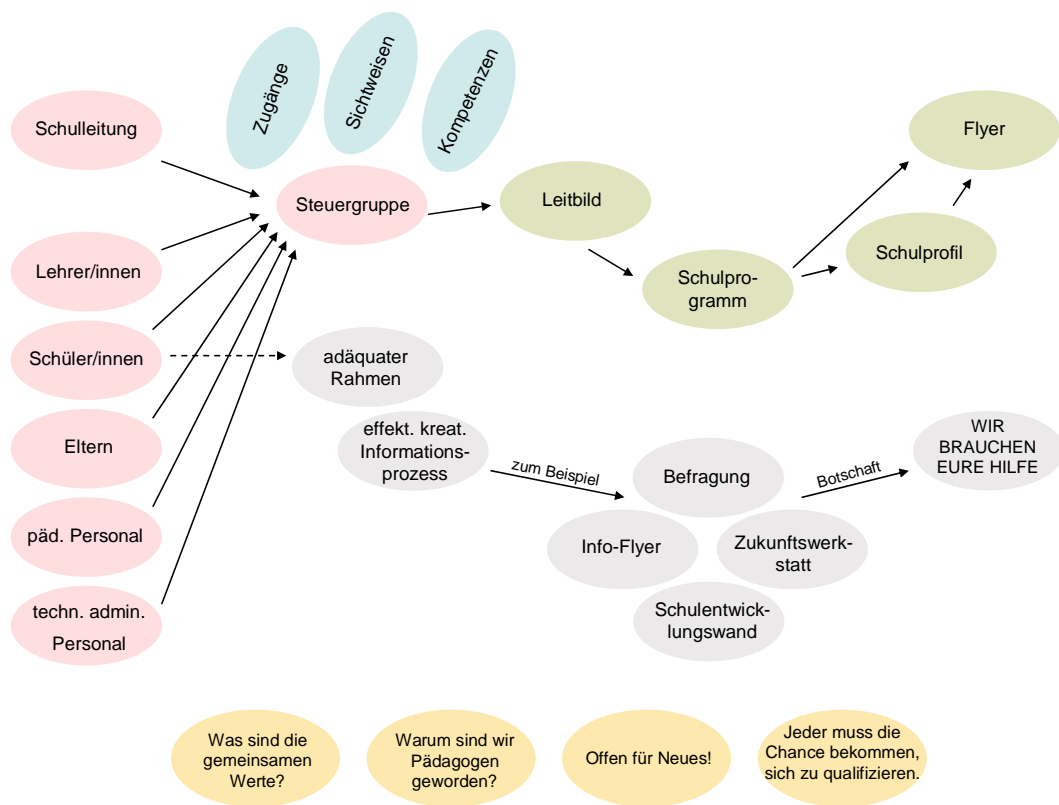 Zugänge
Sichtweisen
Kompetenzen
Schulleitung
Flyer
Steuergruppe
Leitbild
Schulprofil
Lehrer/innen
Schulpro-
gramm
Schüler/innen
adäquater
Rahmen
effekt. kreat.
Informations-
prozess
Eltern
zum Beispiel
Befragung
Botschaft
WIR
BRAUCHEN
EURE HILFE
päd. Personal
Info-Flyer
Zukunftswerk-
statt
techn. admin.
Personal
Schulentwick-
lungswand
Was sind die
gemeinsamen
Werte?
Warum sind wir
Pädagogen
geworden?
Offen für Neues!
Jeder muss die
Chance bekommen,
sich zu qualifizieren.